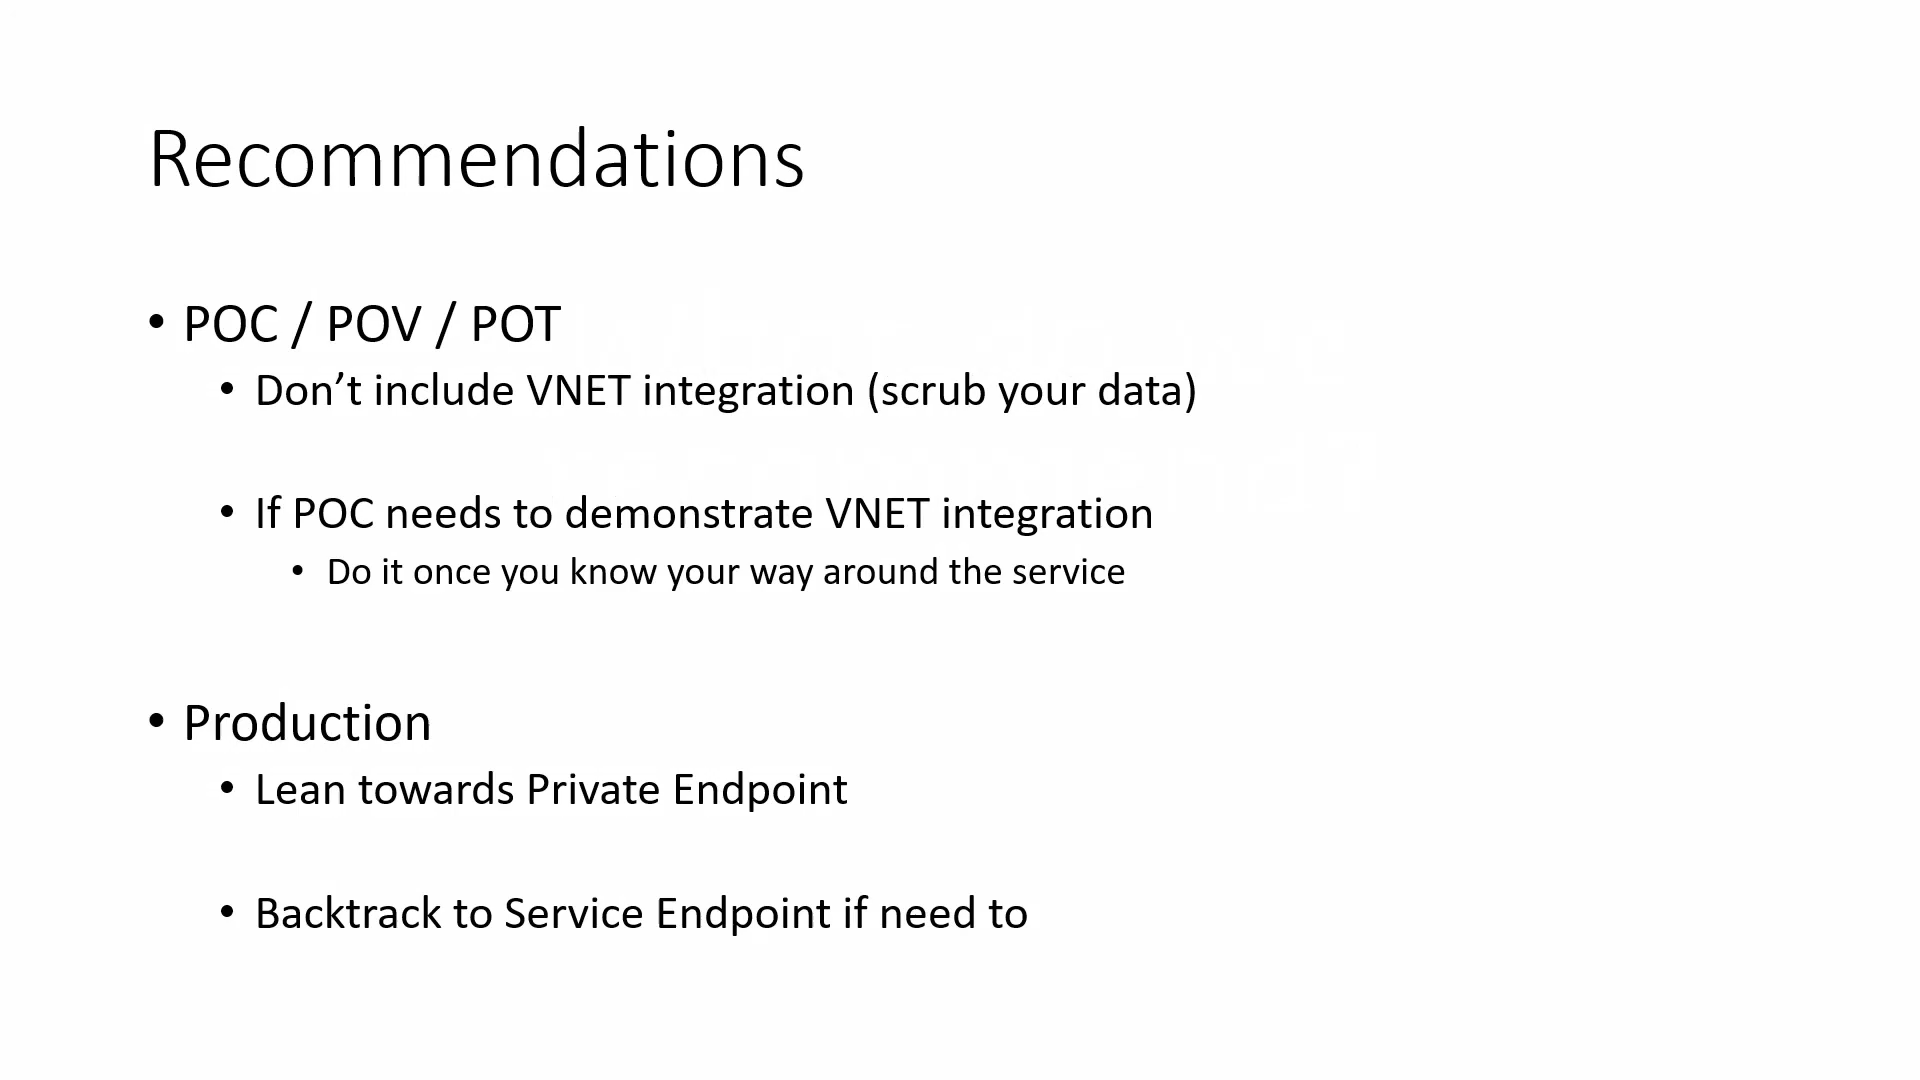 Recommendations
• POC / POV / POT
• Don’t include VNET integration (scrub your data)
• If POC needs to demonstrate VNET integration
• Do it once you know your way around the service
• Production
• Lean towards Private Endpoint
• Backtrack to Service Endpoint if need to